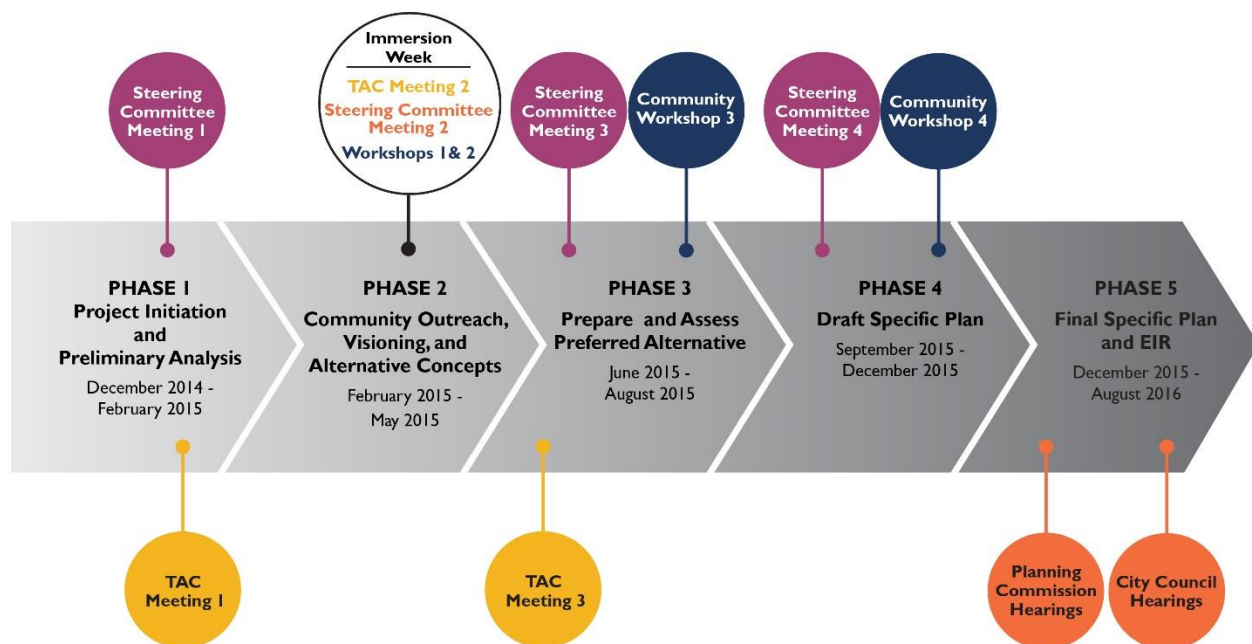 Steering
Committee
Meeting 1
Immersion
Week
TAC Meeting 2
Steering Committee
Meeting 2
Workshops 1& 2
Steering
Committee
Meeting 3
Community
Workshop 3
Steering
Committee
Meeting 4
Community
Workshop 4
PHASE 1
Project Initiation
and
Preliminary Analysis
December 2014 -
February 2015
PHASE 2
Community Outreach,
Visioning, and
Alternative Concepts
February 2015 -
May 2015
PHASE 3
Prepare and Assess
Preferred Alternative
June 2015 -
August 2015
PHASE 4
Draft Specific Plan
September 2015 -
December 2015
PHASE 5
Final Specific Plan
and EIR
December 2015 -
August 2016
TAC
Meeting 1
TAC
Meeting 3
Planning
Commission
Hearings
City Council
Hearings